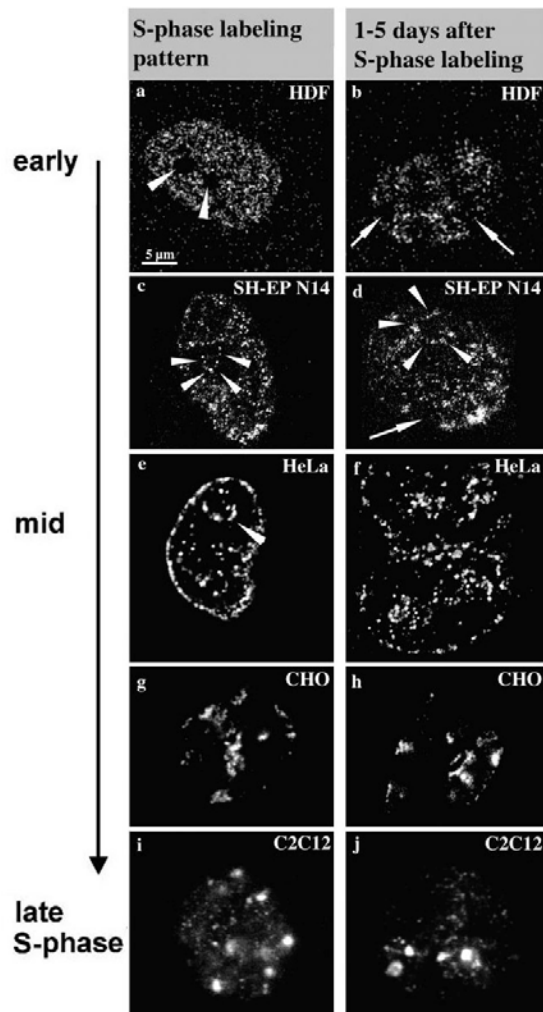 S-phase labeling
pattern
1-5 days after
S-phase labeling
early
a HDF
b HDF
5 µm
c SH-EP N14
d SH-EP N14
mid
e HeLa
f HeLa
g CHO
h CHO
late
S-phase
i C2C12
j C2C12